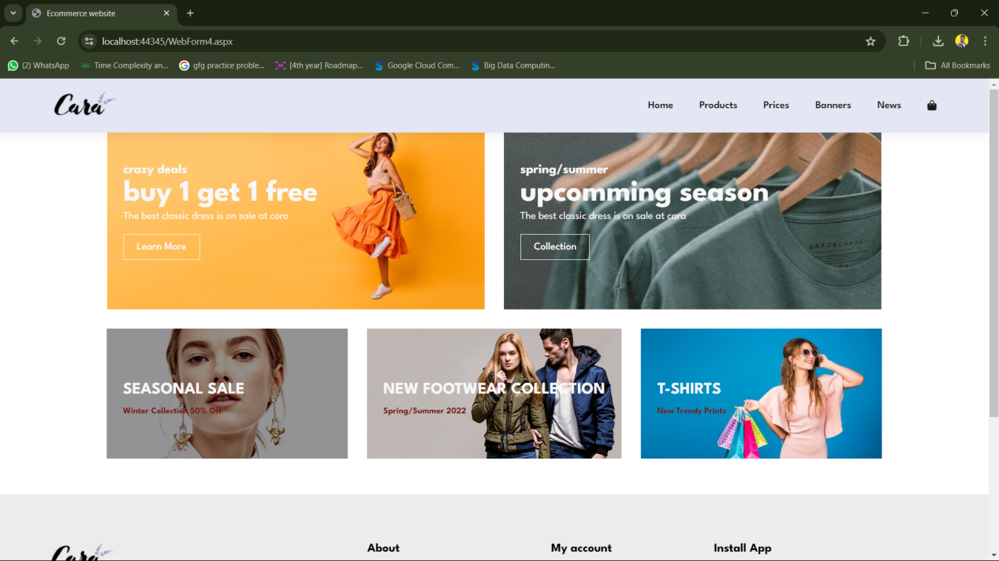 Ecommerce website
localhost:44345/WebForm4.aspx
(2) WhatsApp
Time Complexity an...
gfg practice proble...
[4th year] Roadmap...
Google Cloud Com...
Big Data Computin...
All Bookmarks
Cara
Home
Products
Prices
Banners
News
crazy deals
buy 1 get 1 free
The best classic dress is on sale at coro
Learn More
spring/summer
upcomming season
The best classic dress is on sale at cara
Collection
GRACECHAPEL
SEASONAL SALE
Winter Collection 50% Off
NEW FOOTWEAR COLLECTION
Spring/Summer 2022
T-SHIRTS
New Trendy Prints
Cara
About
My account
Install App